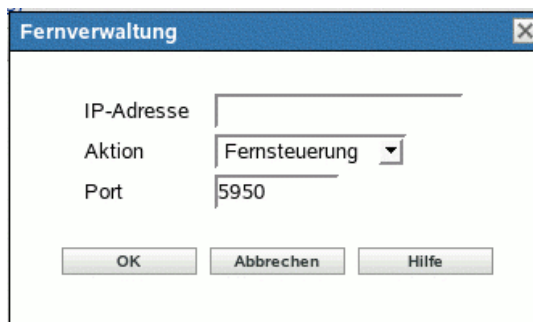 Fernverwaltung
IP-Adresse
Aktion Fernsteuerung
Port 5950
OK Abbrechen Hilfe